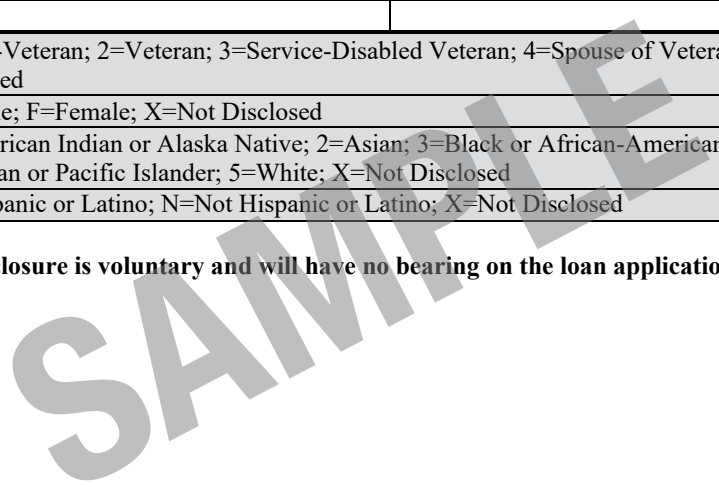 -Veteran; 2=Veteran; 3=Service-Disabled Veteran; 4=Spouse of Vetera
ed
e; F=Female; X=Not Disclosed
rican Indian or Alaska Native; 2=Asian; 3=Black or African-American
an or Pacific Islander; 5=White; X=Not Disclosed
panic or Latino; N=Not Hispanic or Latino; X=Not Disclosed
closure is voluntary and will have no bearing on the loan applicatio
SAMPLE